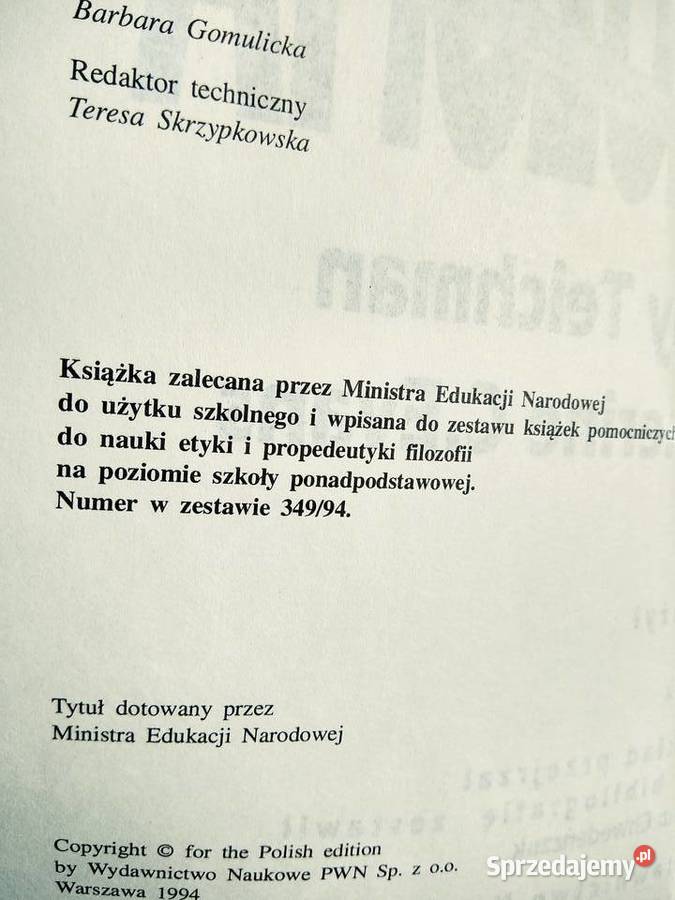 Barbara Gomulicka
Redaktor techniczny
Teresa Skrzypkowska
y Teichman
Książka zalecana przez Ministra Edukacji Narodowej
do użytku szkolnego i wpisana do zestawu książek pomocniczych
do nauki etyki i propedeutyki filozofii
na poziomie szkoły ponadpodstawowej.
Numer w zestawie 349/94.
Tytuł dotowany przez
Ministra Edukacji Narodowej
Copyright © for the Polish edition
by Wydawnictwo Naukowe PWN Sp. z o.o.
Warszawa 1994
Sprzedajemy.pl